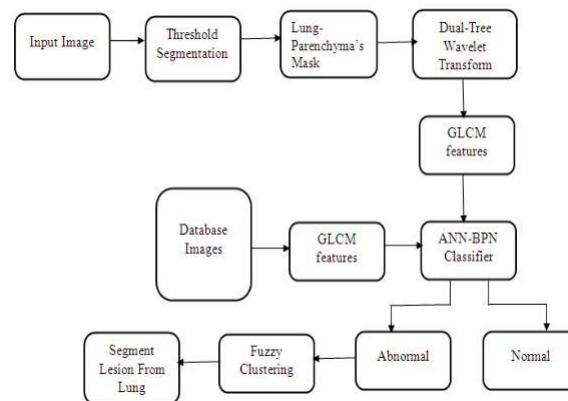 Input Image
Threshold
Segmentation
Lung-
Parenchyma's
Mask
Dual-Tree
Wavelet
Transform
GLCM
features
Database
Images
GLCM
features
ANN-BPN
Classifier
Segment
Lesion From
Lung
Fuzzy
Clustering
Abnormal
Normal